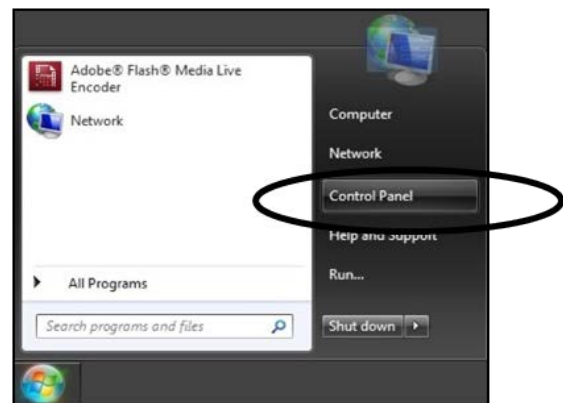 Adobe® Flash® Media Live
Encoder
Network
All Programs
Search programs and files
Computer
Network
Control Panel
Help and Support
Run...
Shut down